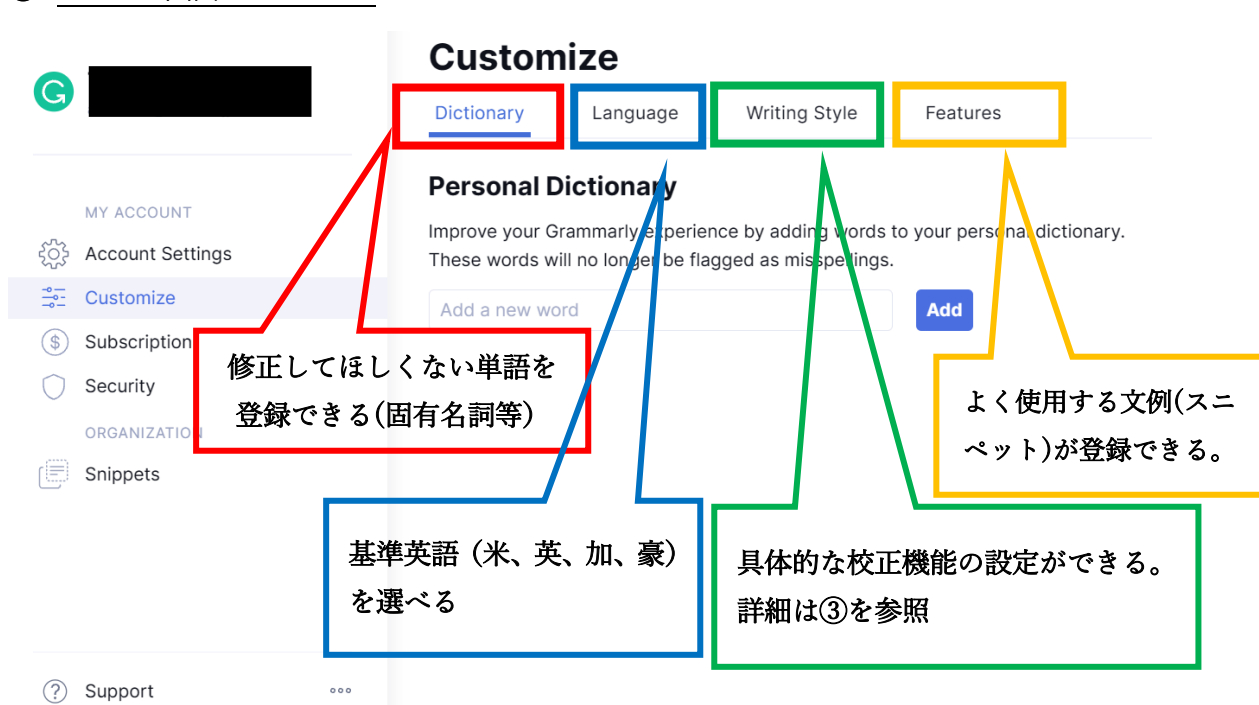 Customize
Dictionary
Language
Writing Style
Features
Personal Dictionary
Improve your Grammarly experience by adding words to your personal dictionary.
These words will no longer be flagged as misspellings.
Add a new word
Add
MY ACCOUNT
Account Settings
Customize
Subscription
Security
ORGANIZATION
Snippets
Support
修正してほしくない単語を
登録できる(固有名詞等)
基準英語（米、英、加、豪）
を選べる
具体的な校正機能の設定ができる。
詳細は③を参照
よく使用する文例(スニ
ペット)が登録できる。